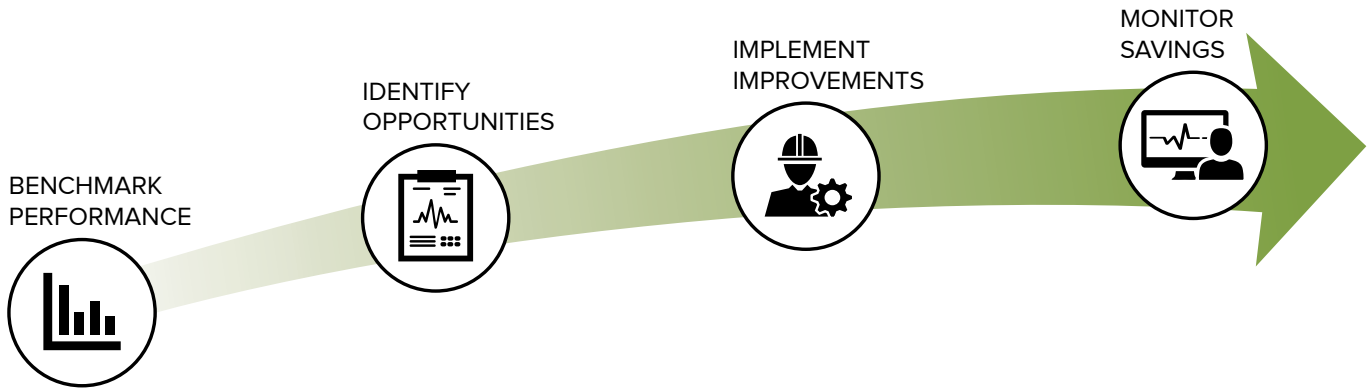 BENCHMARK
PERFORMANCE
IDENTIFY
OPPORTUNITIES
IMPLEMENT
IMPROVEMENTS
MONITOR
SAVINGS